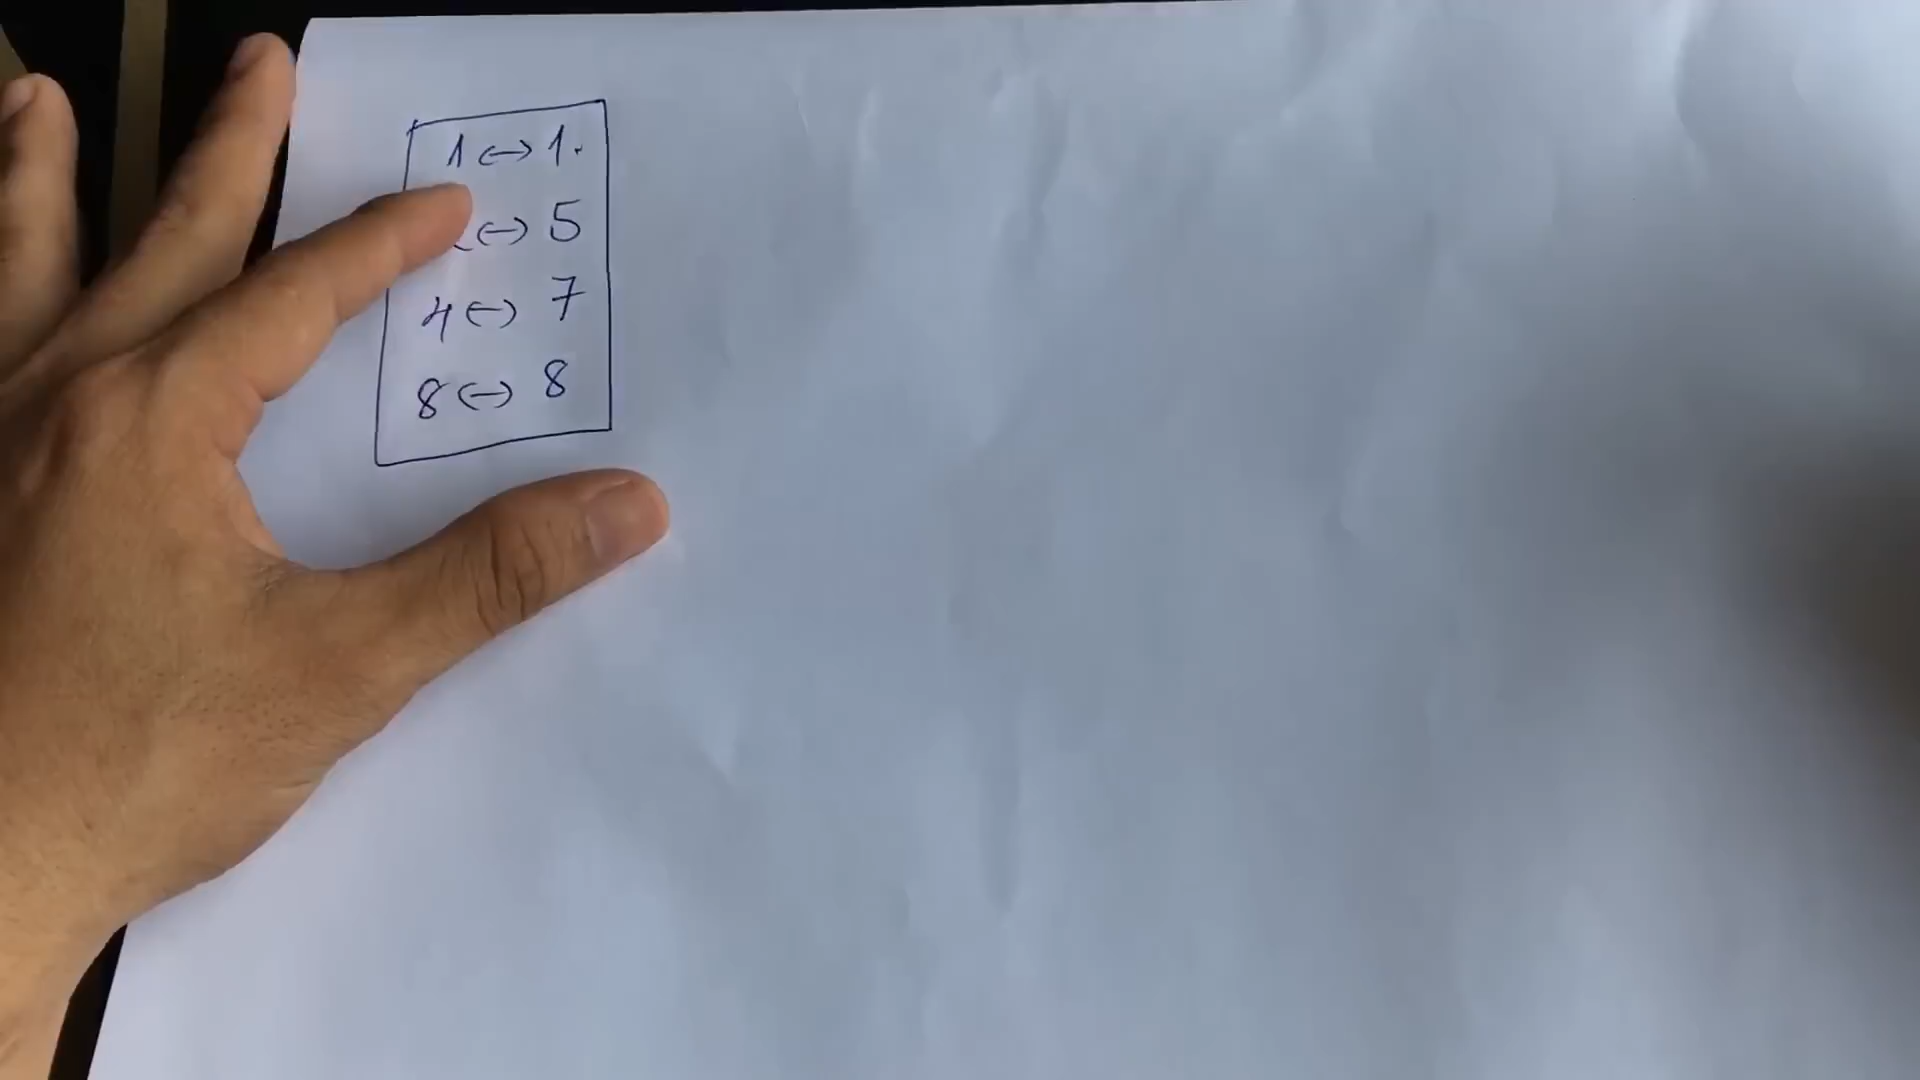 1 ↔ 1.
↔ 5
4 ↔ 7
8 ↔ 8